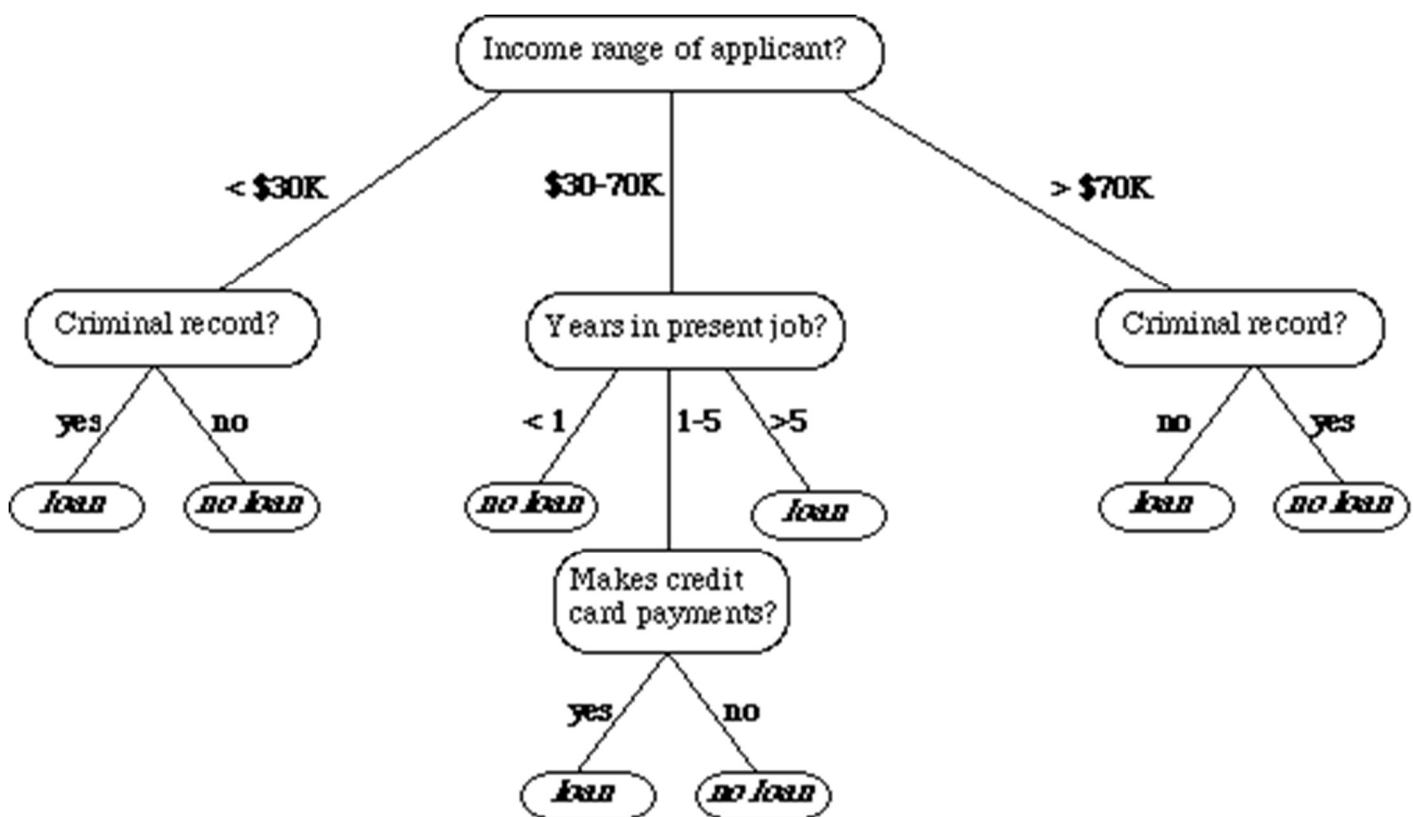 Income range of applicant?
< $30K
$30-70K
> $70K
Criminal record?
Years in present job?
Criminal record?
yes
no
< 1
1-5
>5
no
yes
loan
no loan
no loan
loan
loan
no loan
Makes credit
card payments?
yes
no
loan
no loan